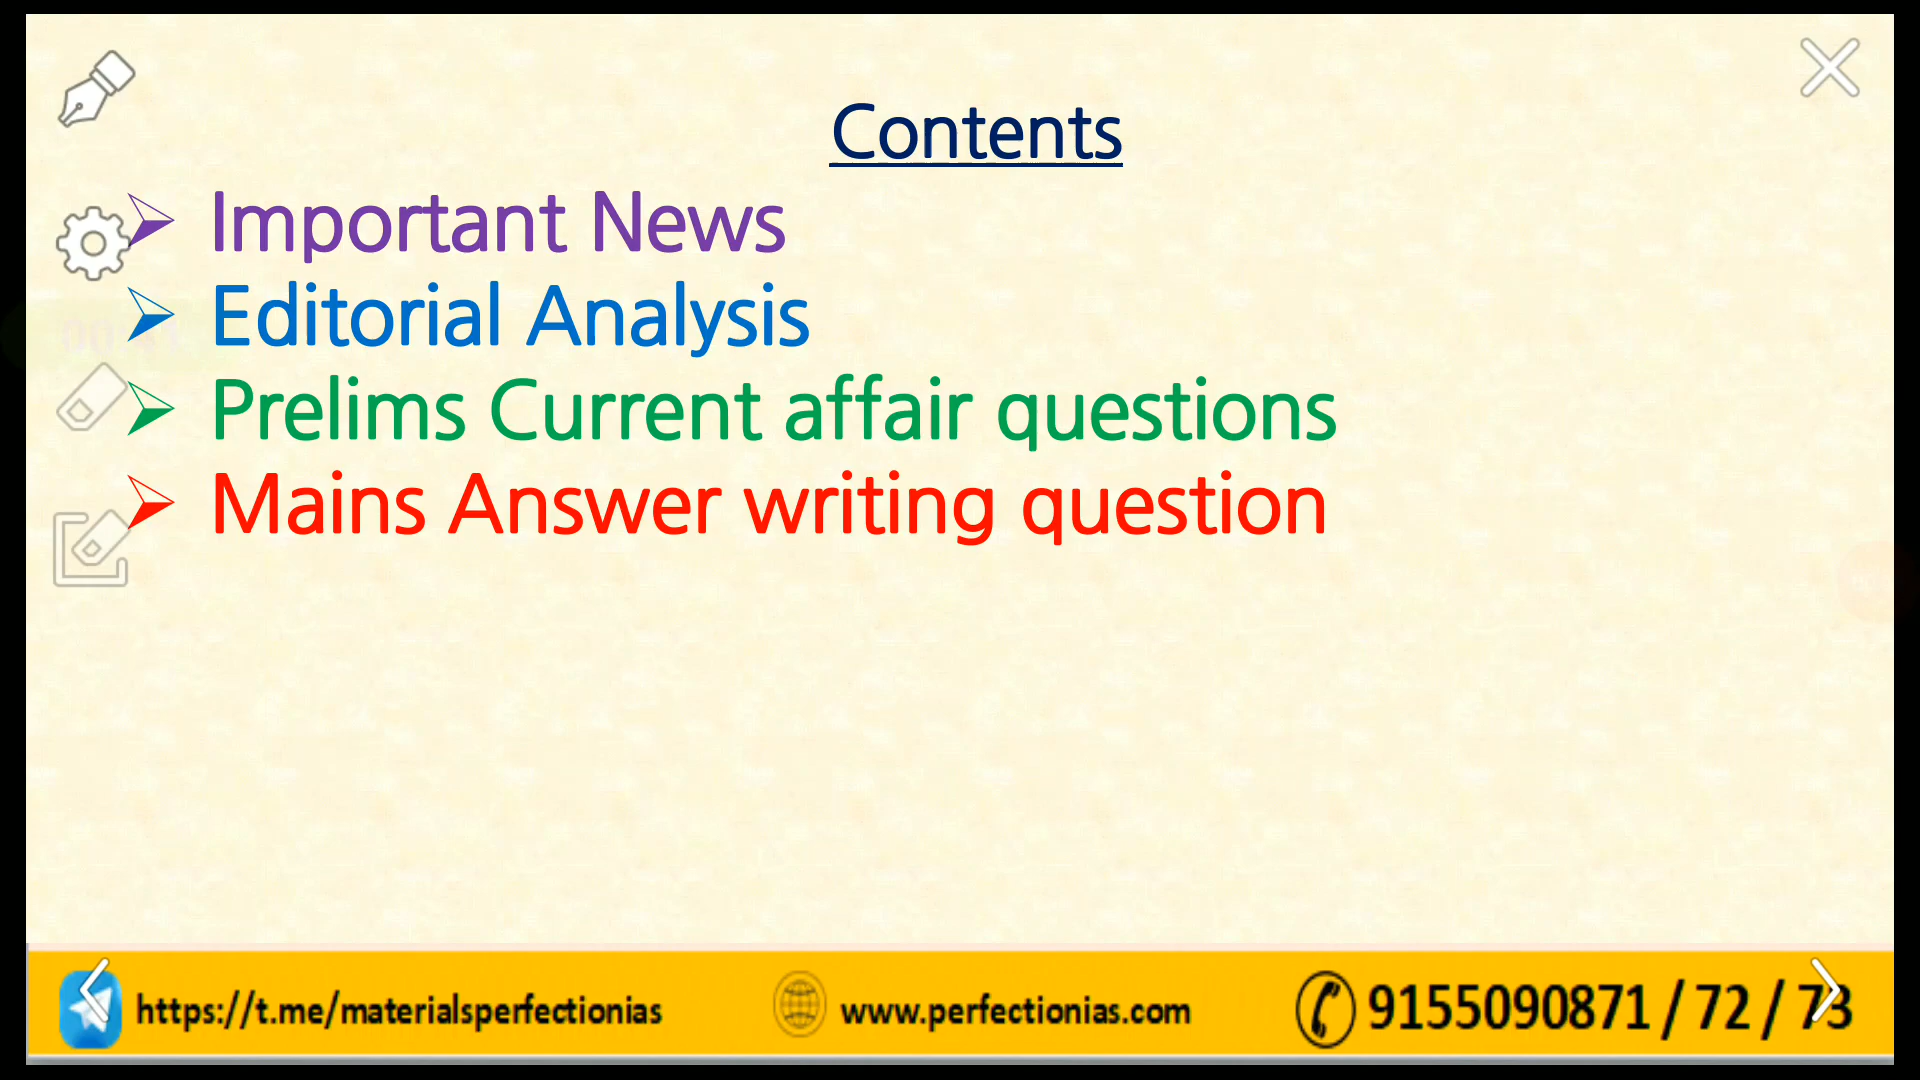 Contents
Important News
Editorial Analysis
Prelims Current affair questions
Mains Answer writing question
https://t.me/materialsperfectionias www.perfectionias.com 9155090871 / 72 / 73